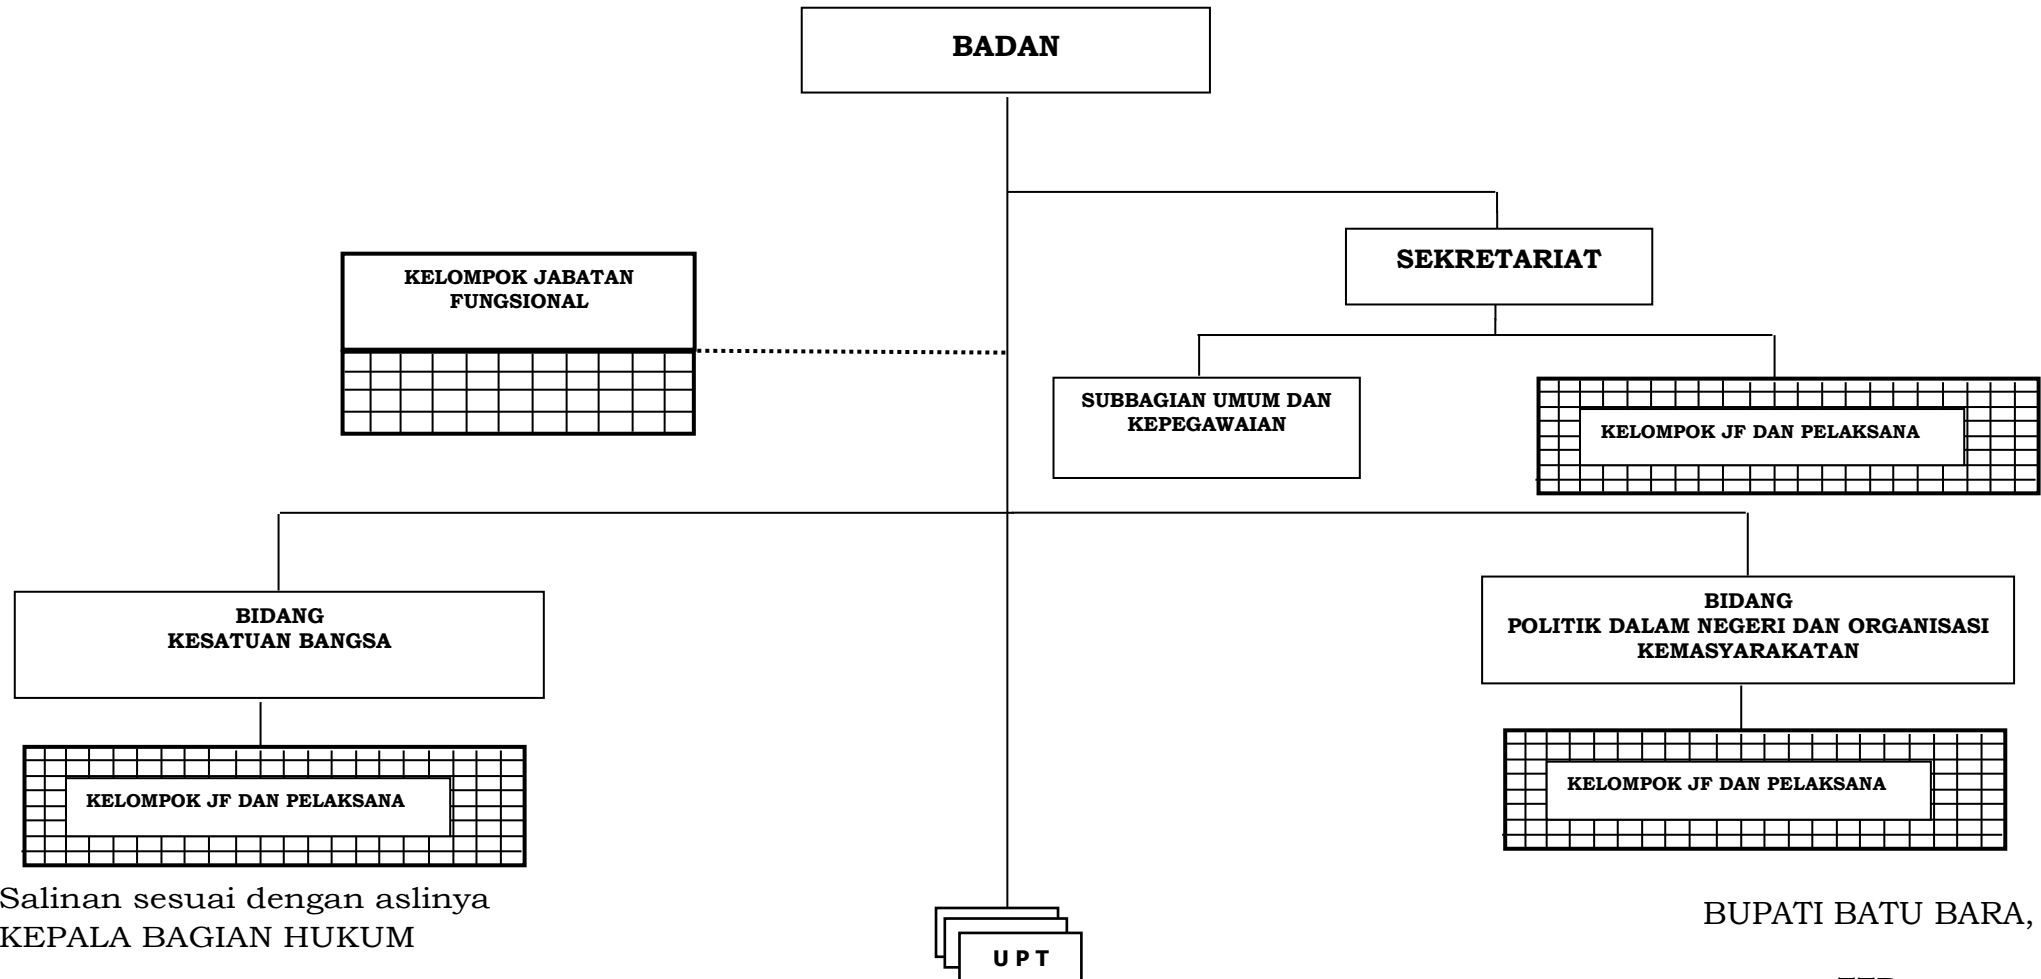 BADAN
SEKRETARIAT
KELOMPOK JABATAN
FUNGSIONAL
SUBBAGIAN UMUM DAN
KEPEGAWAIAN
KELOMPOK JF DAN PELAKSANA
BIDANG
KESATUAN BANGSA
BIDANG
POLITIK DALAM NEGERI DAN ORGANISASI
KEMASYARAKATAN
KELOMPOK JF DAN PELAKSANA
KELOMPOK JF DAN PELAKSANA
Salinan sesuai dengan aslinya
KEPALA BAGIAN HUKUM
U P T
BUPATI BATU BARA,